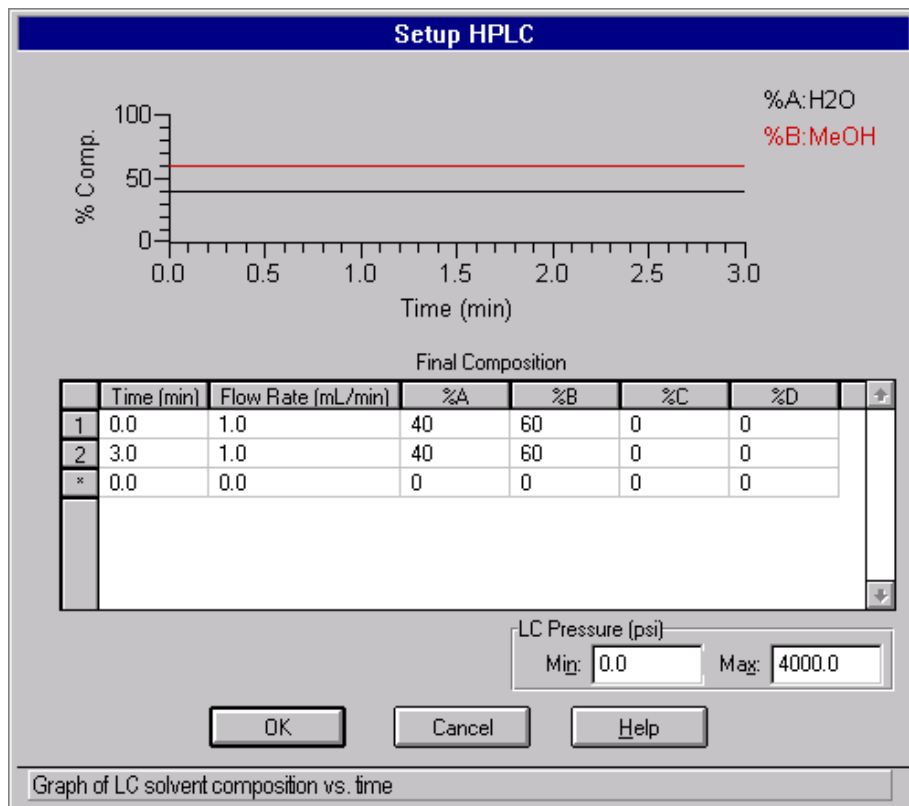 Setup HPLC
%A:H2O
%B:MeOH
% Comp.
100
50
0
0.0 0.5 1.0 1.5 2.0 2.5 3.0
Time (min)
Final Composition
Time (min) Flow Rate (mL/min) %A %B %C %D
1 0.0 1.0 40 60 0 0
2 3.0 1.0 40 60 0 0
* 0.0 0.0 0 0 0 0
LC Pressure (psi)
Min: 0.0 Max: 4000.0
OK Cancel Help
Graph of LC solvent composition vs. time